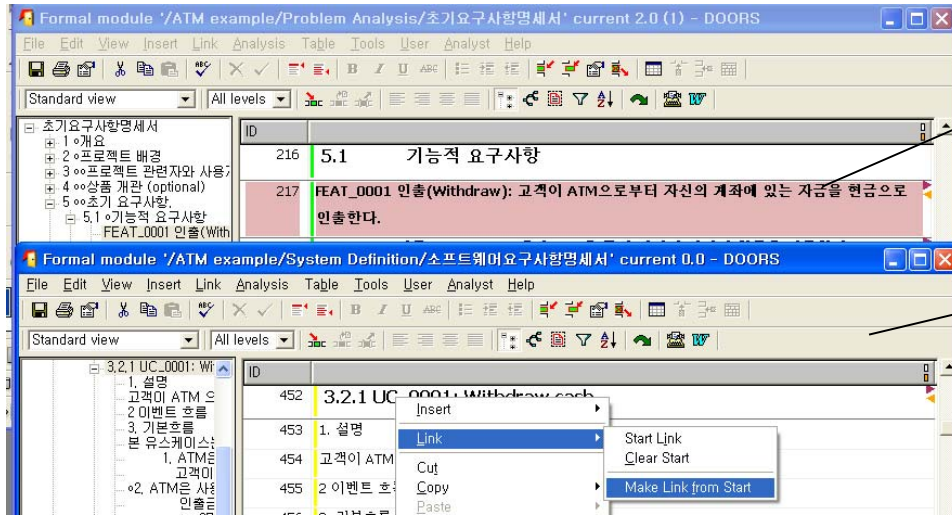 Formal module '/ATM example/Problem Analysis/초기요구사항명세서' current 2.0 (1) - DOORS
File Edit View Insert Link Analysis Table Tools User Analyst Help
Standard view All levels
초기요구사항명세서
1 개요
2 프로젝트 배경
3 프로젝트 관련자와 사용
4 상품 개관 (optional)
5 초기 요구사항.
5.1 기능적 요구사항
FEAT_0001 인출(With
ID
216 5.1 기능적 요구사항
217 FEAT_0001 인출(Withdraw): 고객이 ATM으로부터 자신의 계좌에 있는 자금을 현금으로
인출한다.
Formal module '/ATM example/System Definition/소프트웨어요구사항명세서' current 0.0 - DOORS
File Edit View Insert Link Analysis Table Tools User Analyst Help
Standard view All levels
3.2.1 UC_0001: Wi
1. 설명
고객이 ATM 으
2 이벤트 흐름
3. 기본흐름
본 유스케이스는
1. ATM은
고객이
2. ATM은 사용
인출금
ID
452 3.2.1 UC_0001: Withdraw cash
453 1. 설명
454 고객이 ATM
455 2 이벤트 흐
Insert
Link
Cut
Copy
Paste
Start Link
Clear Start
Make Link from Start